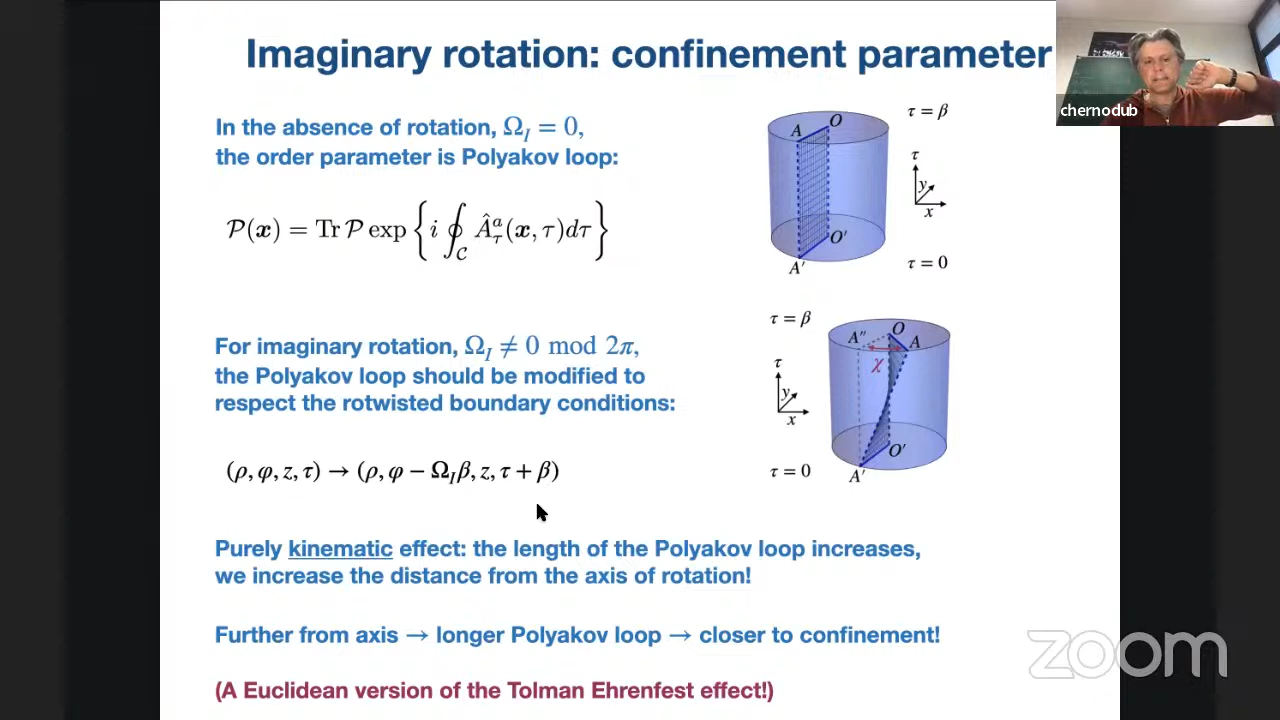 Imaginary rotation: confinement parameter
chernodub
In the absence of rotation, Ω_I = 0,
the order parameter is Polyakov loop:
𝒫(𝒙) = Tr 𝒫 exp { i ∮_𝒞 Â^a_τ(𝒙, τ)dτ }
A O
τ = β
τ
y
x
O'
A'
τ = 0
For imaginary rotation, Ω_I ≠ 0 mod 2π,
the Polyakov loop should be modified to
respect the rotwisted boundary conditions:
(ρ, φ, z, τ) → (ρ, φ − Ω_Iβ, z, τ + β)
τ = β
A'' O A
χ
τ
y
x
O'
τ = 0
A'
Purely kinematic effect: the length of the Polyakov loop increases,
we increase the distance from the axis of rotation!
Further from axis → longer Polyakov loop → closer to confinement!
(A Euclidean version of the Tolman Ehrenfest effect!)
zoom